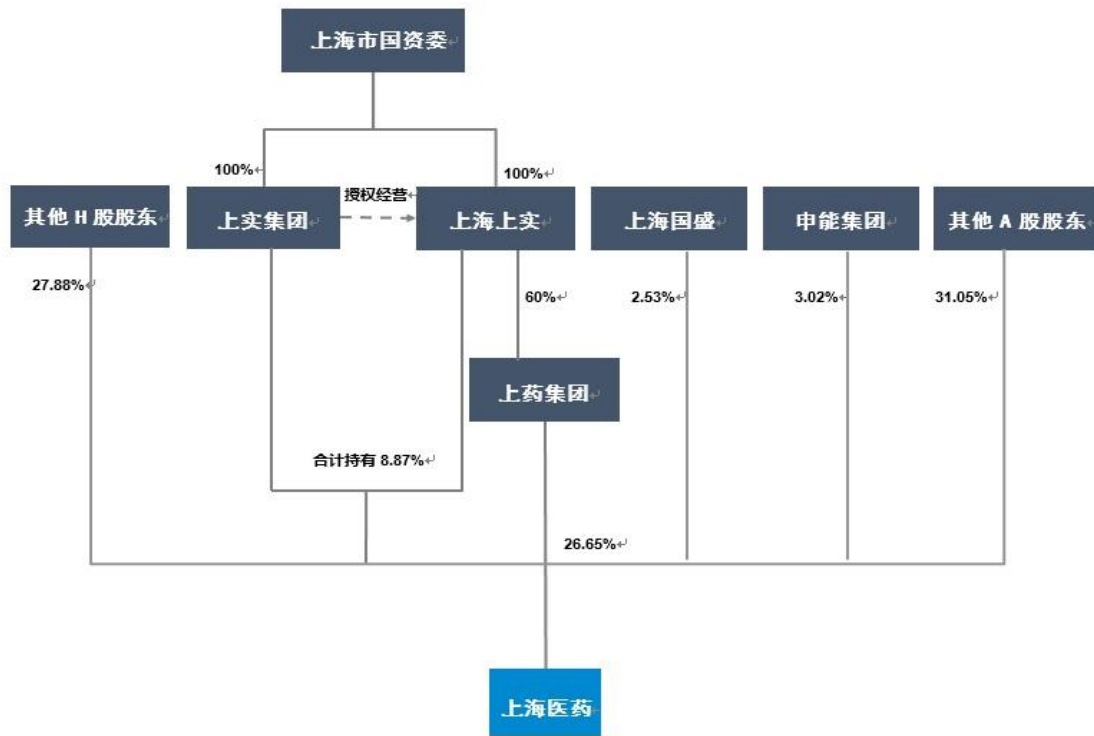 上海市国资委↵
100%↵
100%↵
授权经营↵
其他 H 股股东↵
上实集团↵
上海上实↵
上海国盛↵
申能集团↵
其他 A 股股东↵
27.88%↵
60%↵
2.53%↵
3.02%↵
31.05%↵
上药集团↵
合计持有 8.87%↵
26.65%↵
上海医药↵